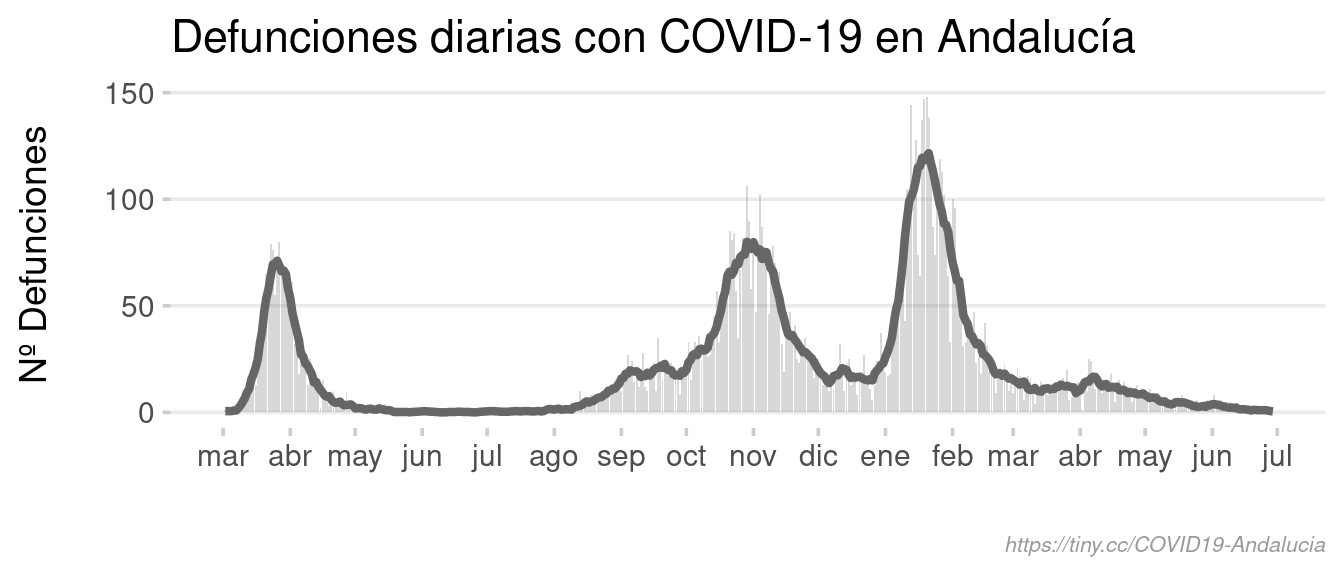 Defunciones diarias con COVID-19 en Andalucía
Nº Defunciones
150
100
50
0
mar abr may jun jul ago sep oct nov dic ene feb mar abr may jun jul
https://tiny.cc/COVID19-Andalucia